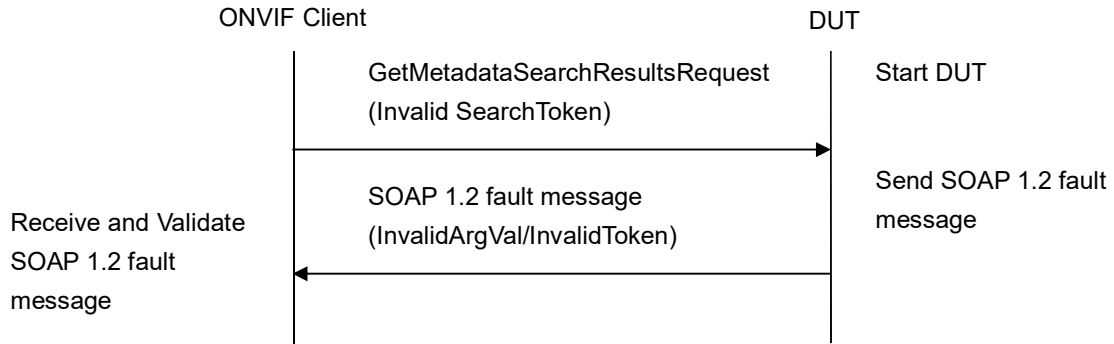 ONVIF Client
DUT
GetMetadataSearchResultsRequest
(Invalid SearchToken)
Start DUT
SOAP 1.2 fault message
(InvalidArgVal/InvalidToken)
Send SOAP 1.2 fault
message
Receive and Validate
SOAP 1.2 fault
message